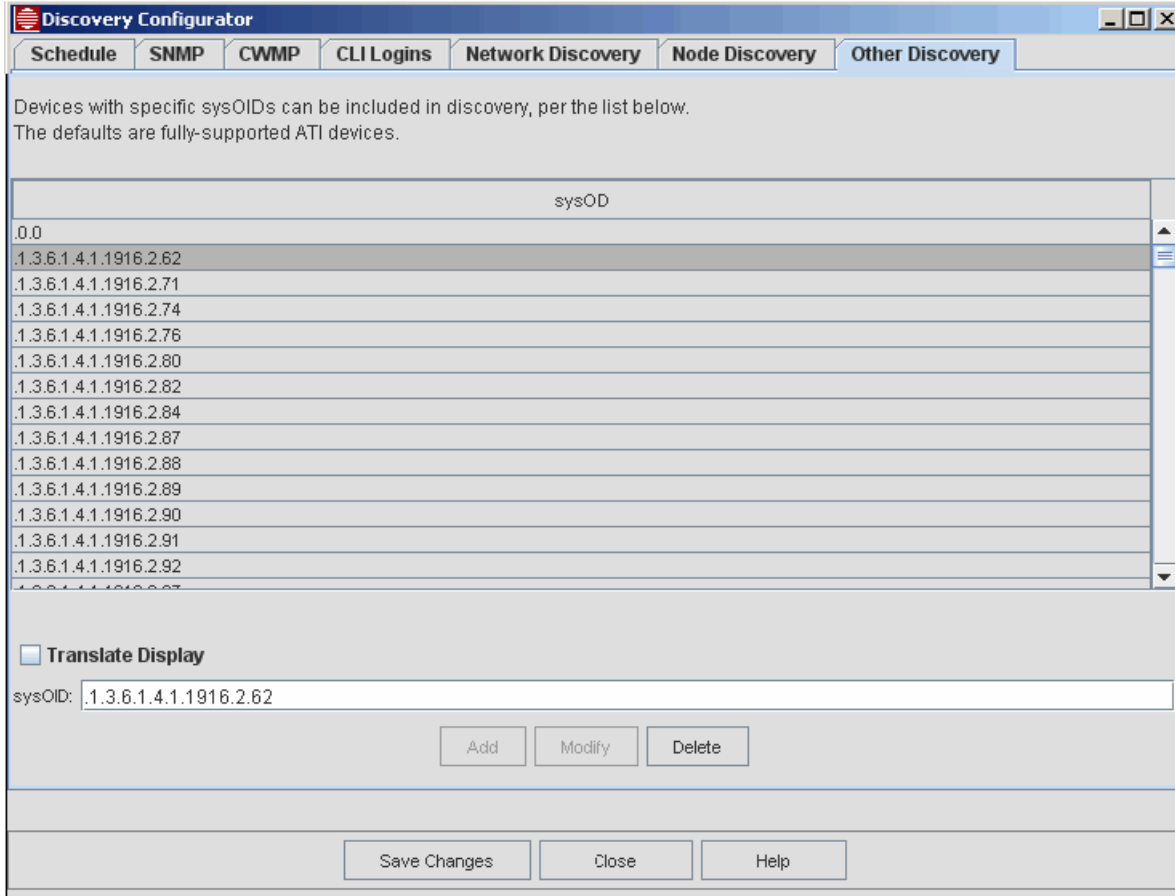 Discovery Configurator
Schedule SNMP CWMP CLI Logins Network Discovery Node Discovery Other Discovery
Devices with specific sysOIDs can be included in discovery, per the list below.
The defaults are fully-supported ATI devices.
sysOD
.0.0
.1.3.6.1.4.1.1916.2.62
.1.3.6.1.4.1.1916.2.71
.1.3.6.1.4.1.1916.2.74
.1.3.6.1.4.1.1916.2.76
.1.3.6.1.4.1.1916.2.80
.1.3.6.1.4.1.1916.2.82
.1.3.6.1.4.1.1916.2.84
.1.3.6.1.4.1.1916.2.87
.1.3.6.1.4.1.1916.2.88
.1.3.6.1.4.1.1916.2.89
.1.3.6.1.4.1.1916.2.90
.1.3.6.1.4.1.1916.2.91
.1.3.6.1.4.1.1916.2.92
Translate Display
sysOID: .1.3.6.1.4.1.1916.2.62
Add Modify Delete
Save Changes Close Help